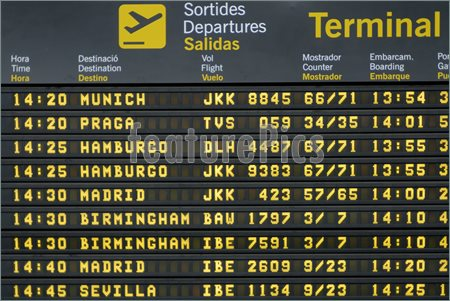 Sortides
Departures
Salidas
Terminal
Hora Destinació Vol Mostrador Embarcam. Po
Time Destination Flight Counter Boarding Ga
Hora Destino Vuelo Mostrador Embarque Pu
14:20 MUNICH JKK 8845 66/71 13:54 3
14:20 PRAGA TVS 059 34/35 14:01 5
14:25 HAMBURGO DLH 4487 67/71 13:55 3
14:25 HAMBURGO JKK 9383 67/71 13:55 3
14:30 MADRID JKK 423 57/65 14:00 2
14:30 BIRMINGHAM BAW 1797 3/ 7 14:10 4
14:30 BIRMINGHAM IBE 7591 3/ 7 14:10 4
14:40 MADRID IBE 2609 9/23 14:20 2
14:45 SEVILLA IBE 1134 9/23 14:25
featurePics